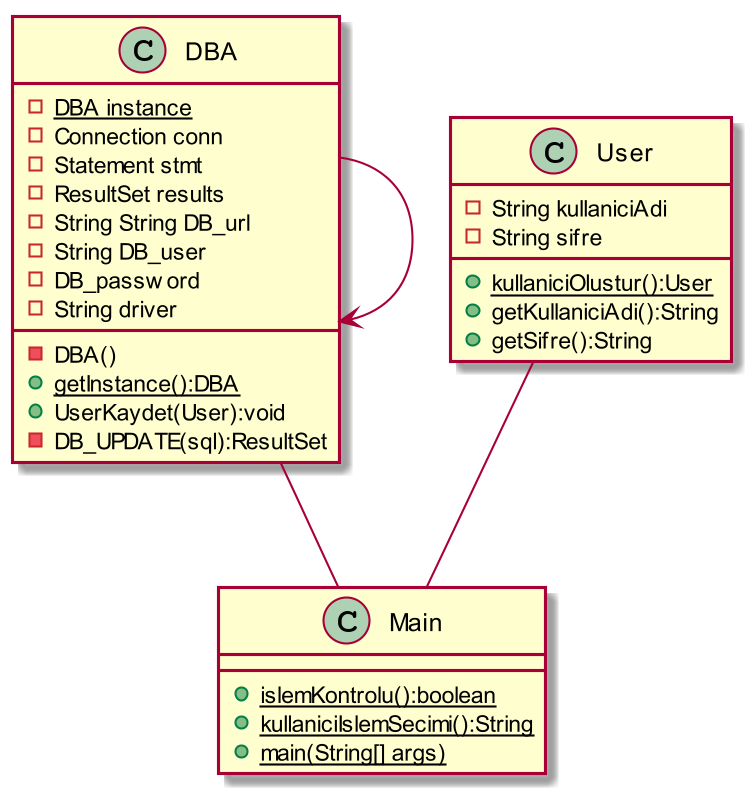 C DBA
DBA instance
Connection conn
Statement stmt
ResultSet results
String String DB_url
String DB_user
DB_password
String driver
DBA()
getInstance():DBA
UserKaydet(User):void
DB_UPDATE(sql):ResultSet
C User
String kullaniciAdi
String sifre
kullaniciOlustur():User
getKullaniciAdi():String
getSifre():String
C Main
islemKontrolu():boolean
kullaniciIslemSecimi():String
main(String[] args)